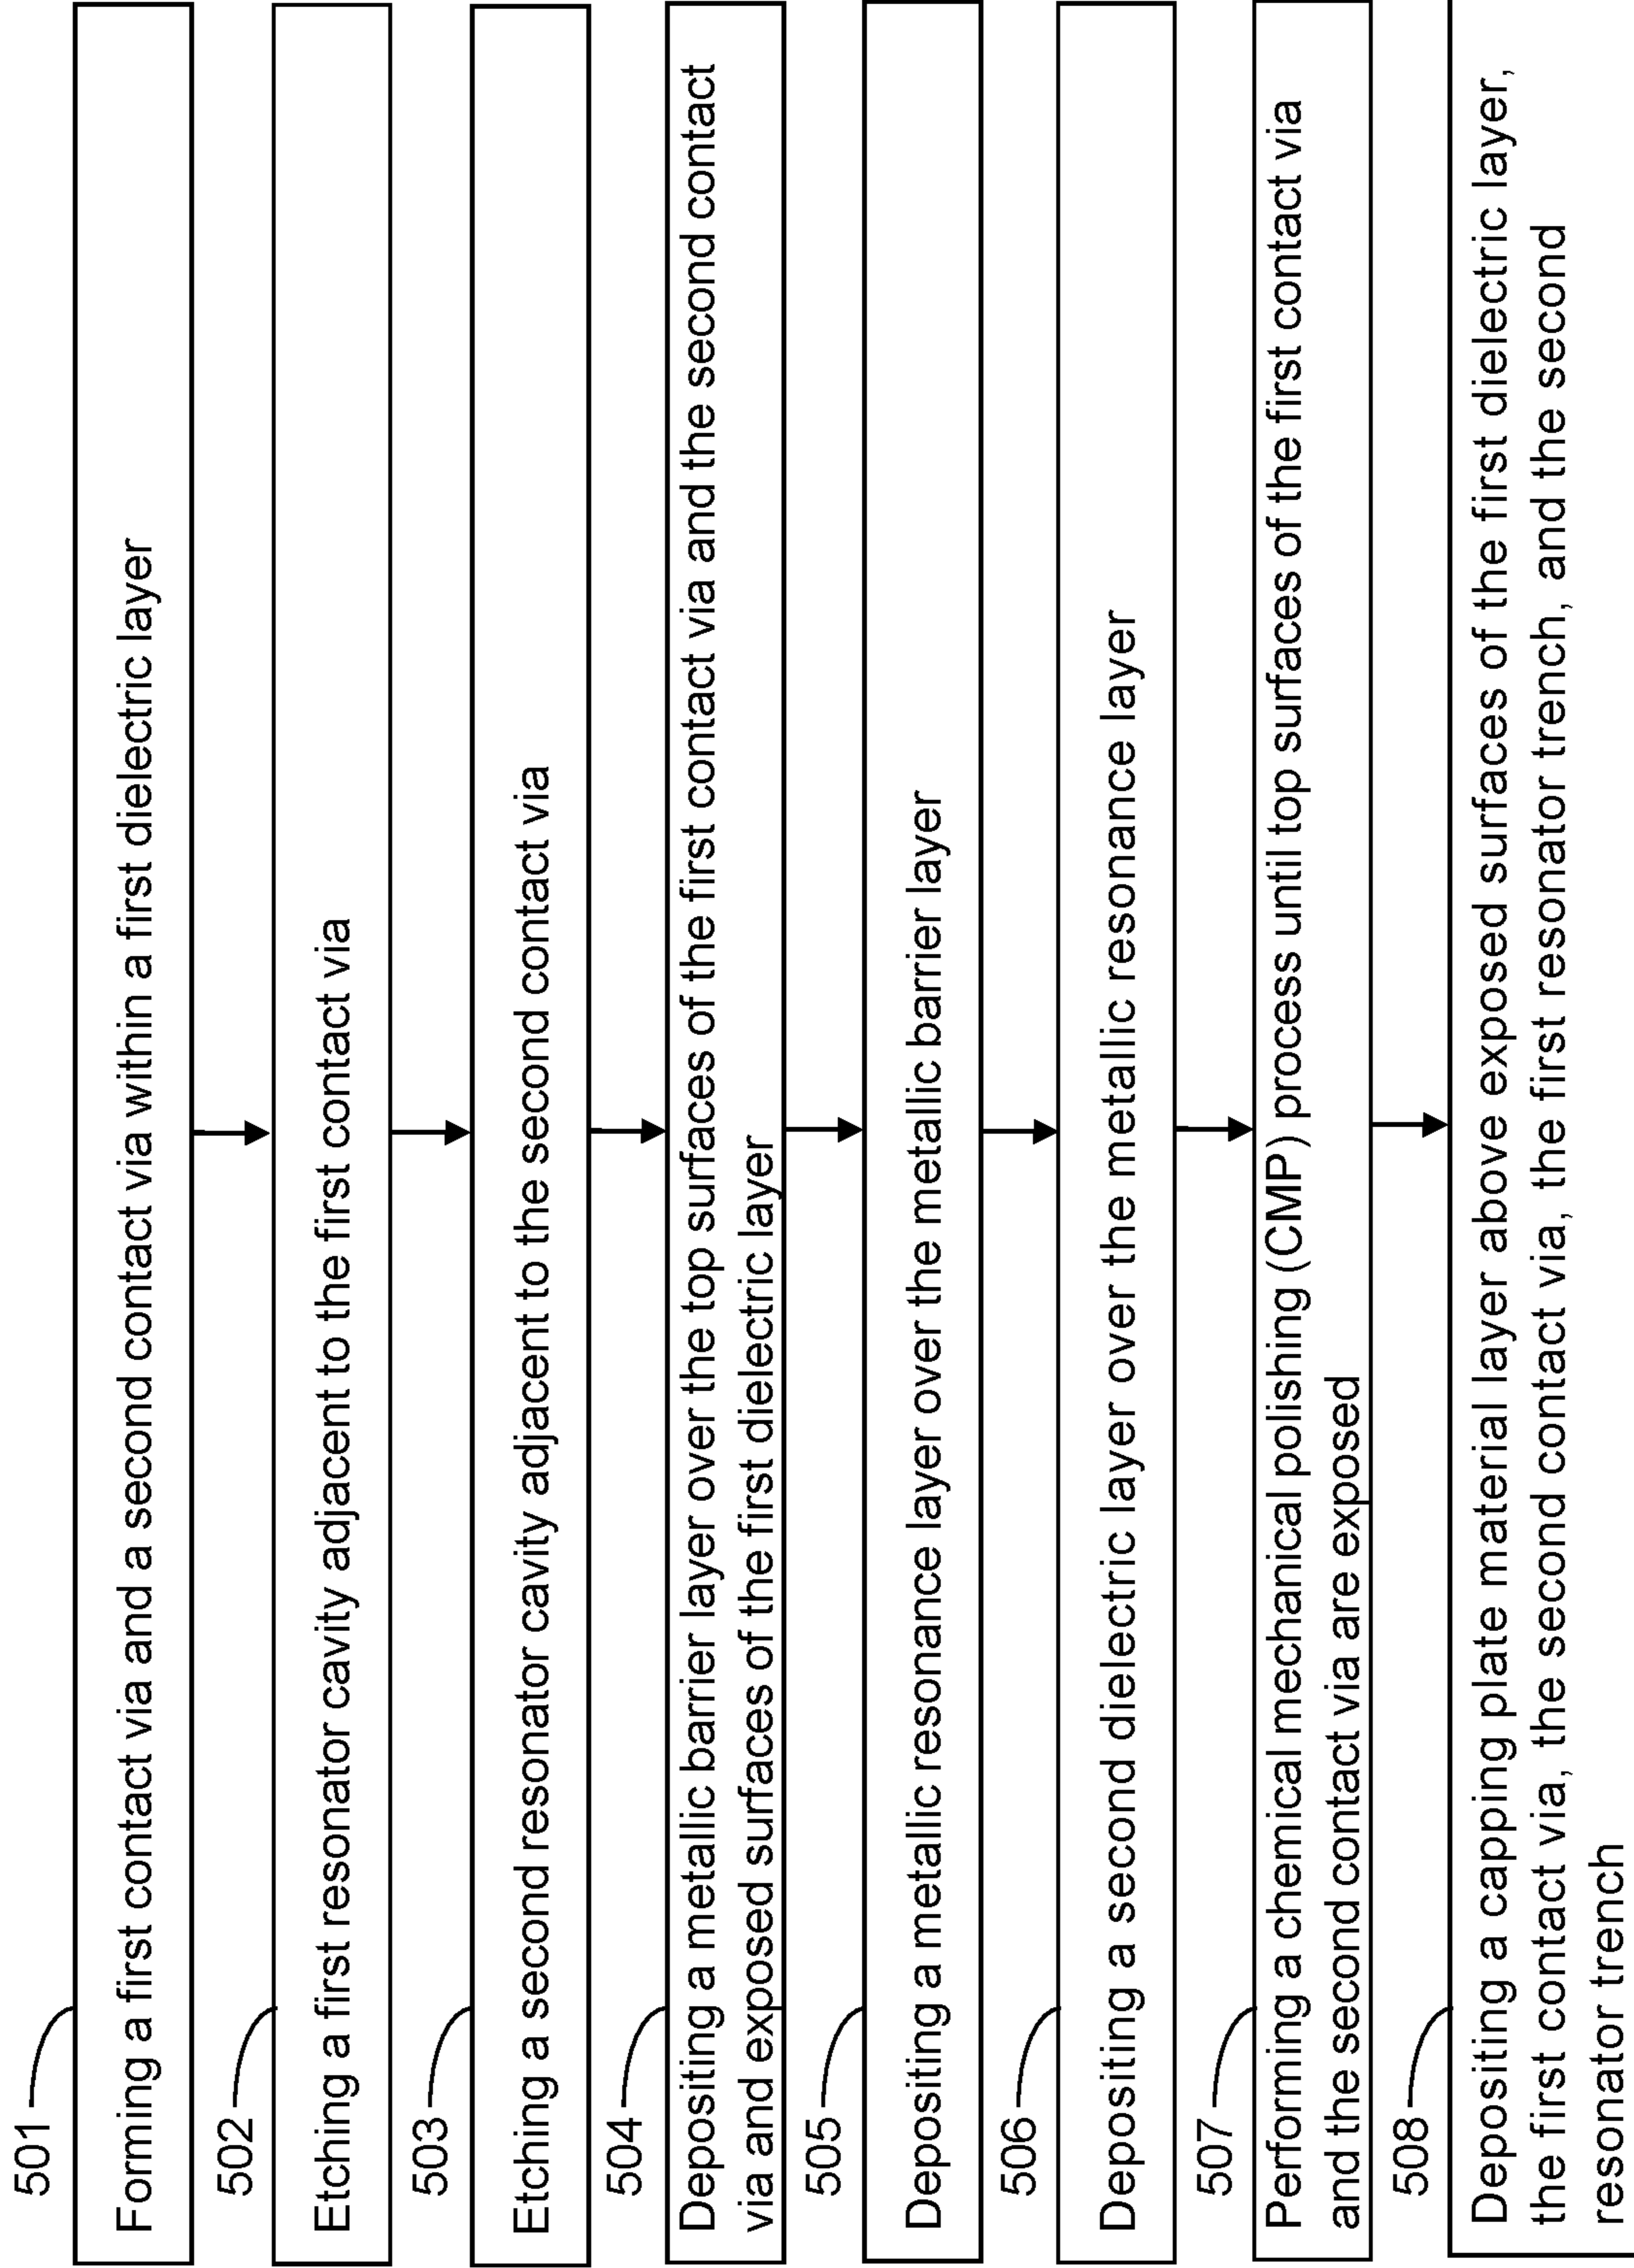 501
Forming a first contact via and a second contact via within a first dielectric layer
502
Etching a first resonator cavity adjacent to the first contact via
503
Etching a second resonator cavity adjacent to the second contact via
504
Depositing a metallic barrier layer over the top surfaces of the first contact via and the second contact
via and exposed surfaces of the first dielectric layer
505
Depositing a metallic resonance layer over the metallic barrier layer
506
Depositing a second dielectric layer over the metallic resonance layer
507
Performing a chemical mechanical polishing (CMP) process until top surfaces of the first contact via
and the second contact via are exposed
508
Depositing a capping plate material layer above exposed surfaces of the first dielectric layer,
the first contact via, the second contact via, the first resonator trench, and the second
resonator trench